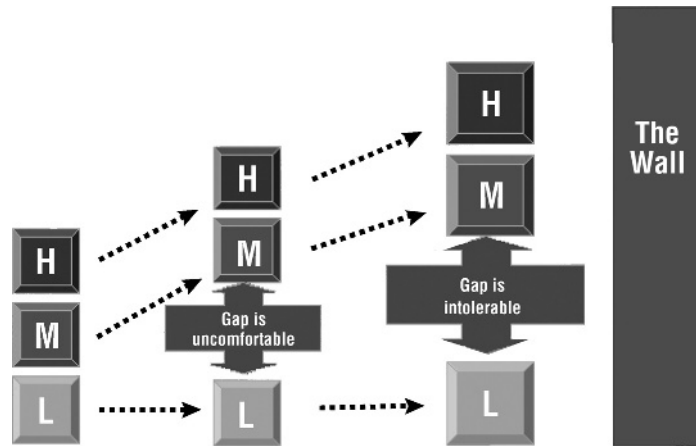 H
The
Wall
H
M
H
M
Gap is
intolerable
Gap is
uncomfortable
M
L
L
L